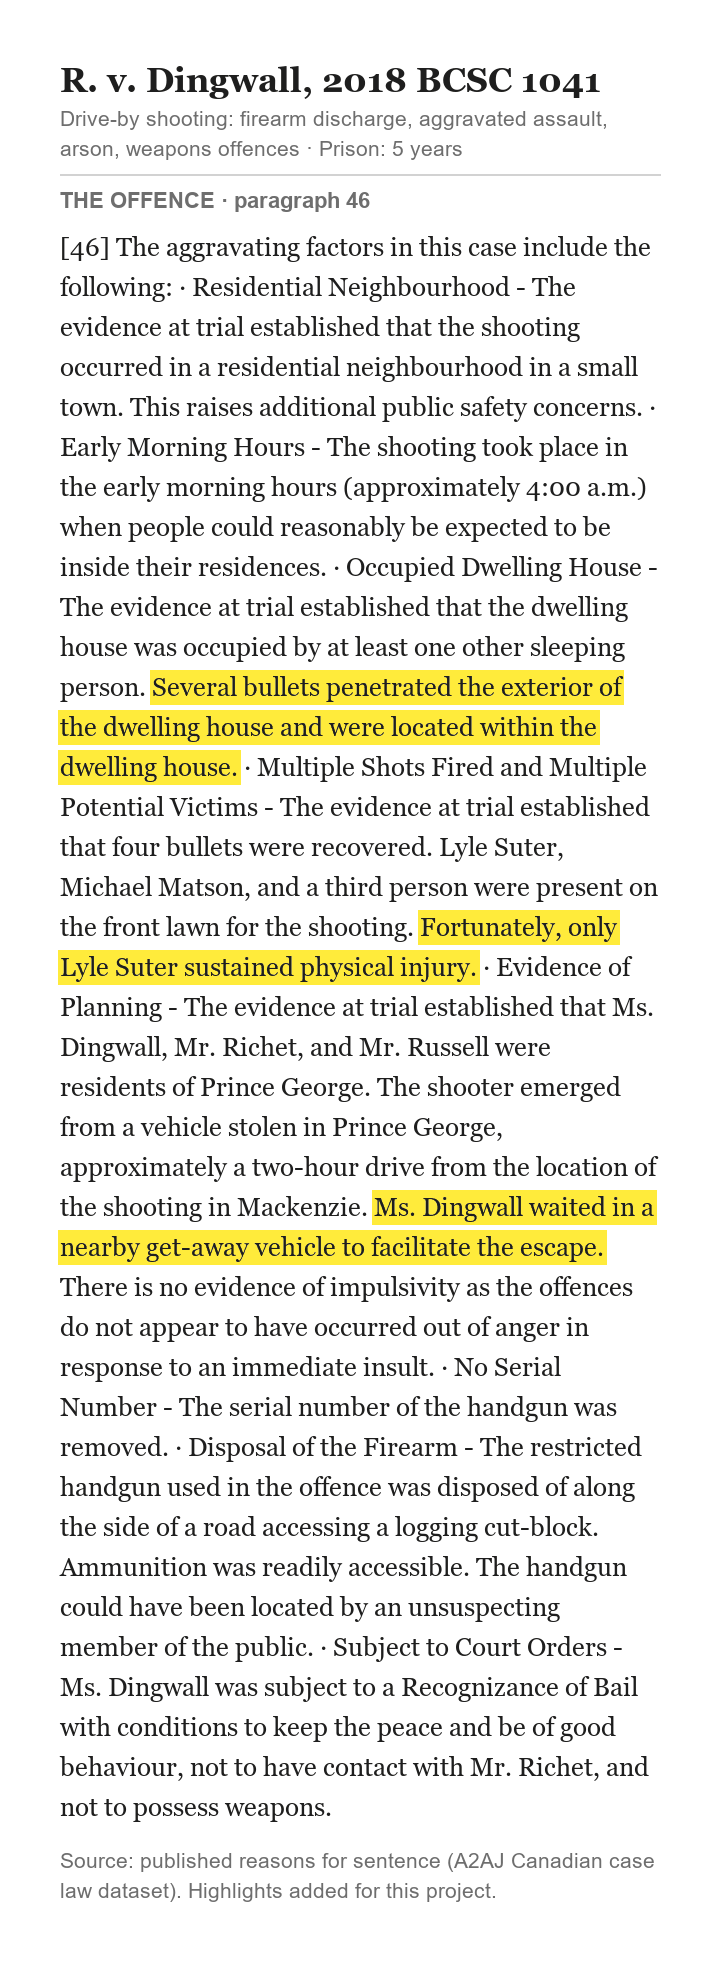 R. v. Dingwall, 2018 BCSC 1041
Drive-by shooting: firearm discharge, aggravated assault,
arson, weapons offences · Prison: 5 years
THE OFFENCE · paragraph 46
[46] The aggravating factors in this case include the
following: · Residential Neighbourhood - The
evidence at trial established that the shooting
occurred in a residential neighbourhood in a small
town. This raises additional public safety concerns. ·
Early Morning Hours - The shooting took place in
the early morning hours (approximately 4:00 a.m.)
when people could reasonably be expected to be
inside their residences. · Occupied Dwelling House -
The evidence at trial established that the dwelling
house was occupied by at least one other sleeping
person. Several bullets penetrated the exterior of
the dwelling house and were located within the
dwelling house. · Multiple Shots Fired and Multiple
Potential Victims - The evidence at trial established
that four bullets were recovered. Lyle Suter,
Michael Matson, and a third person were present on
the front lawn for the shooting. Fortunately, only
Lyle Suter sustained physical injury. · Evidence of
Planning - The evidence at trial established that Ms.
Dingwall, Mr. Richet, and Mr. Russell were
residents of Prince George. The shooter emerged
from a vehicle stolen in Prince George,
approximately a two-hour drive from the location of
the shooting in Mackenzie. Ms. Dingwall waited in a
nearby get-away vehicle to facilitate the escape.
There is no evidence of impulsivity as the offences
do not appear to have occurred out of anger in
response to an immediate insult. · No Serial
Number - The serial number of the handgun was
removed. · Disposal of the Firearm - The restricted
handgun used in the offence was disposed of along
the side of a road accessing a logging cut-block.
Ammunition was readily accessible. The handgun
could have been located by an unsuspecting
member of the public. · Subject to Court Orders -
Ms. Dingwall was subject to a Recognizance of Bail
with conditions to keep the peace and be of good
behaviour, not to have contact with Mr. Richet, and
not to possess weapons.
Source: published reasons for sentence (A2AJ Canadian case
law dataset). Highlights added for this project.